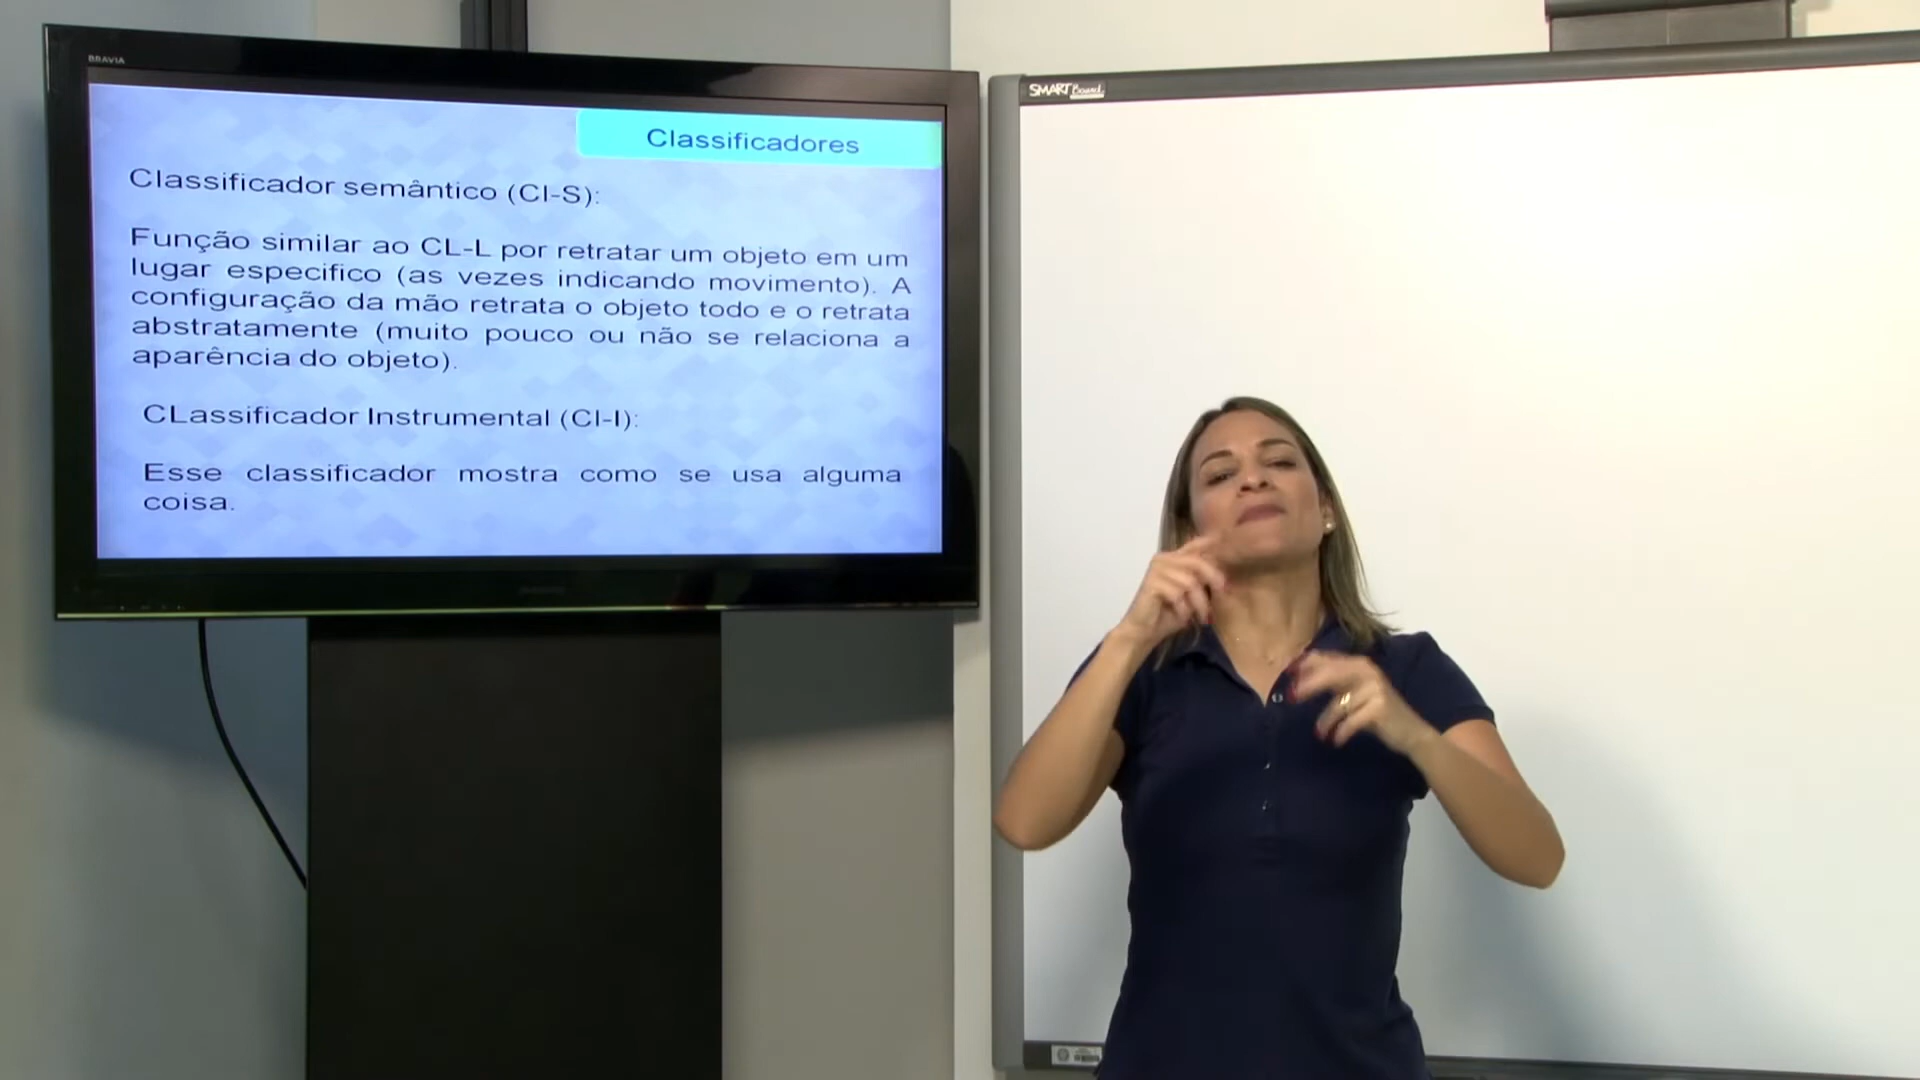 BRAVIA
Classificadores
Classificador semântico (CI-S):
Função similar ao CL-L por retratar um objeto em um
lugar especifico (as vezes indicando movimento). A
configuração da mão retrata o objeto todo e o retrata
abstratamente (muito pouco ou não se relaciona a
aparência do objeto).
CLassificador Instrumental (CI-I):
Esse classificador mostra como se usa alguma
coisa.
SMART Board